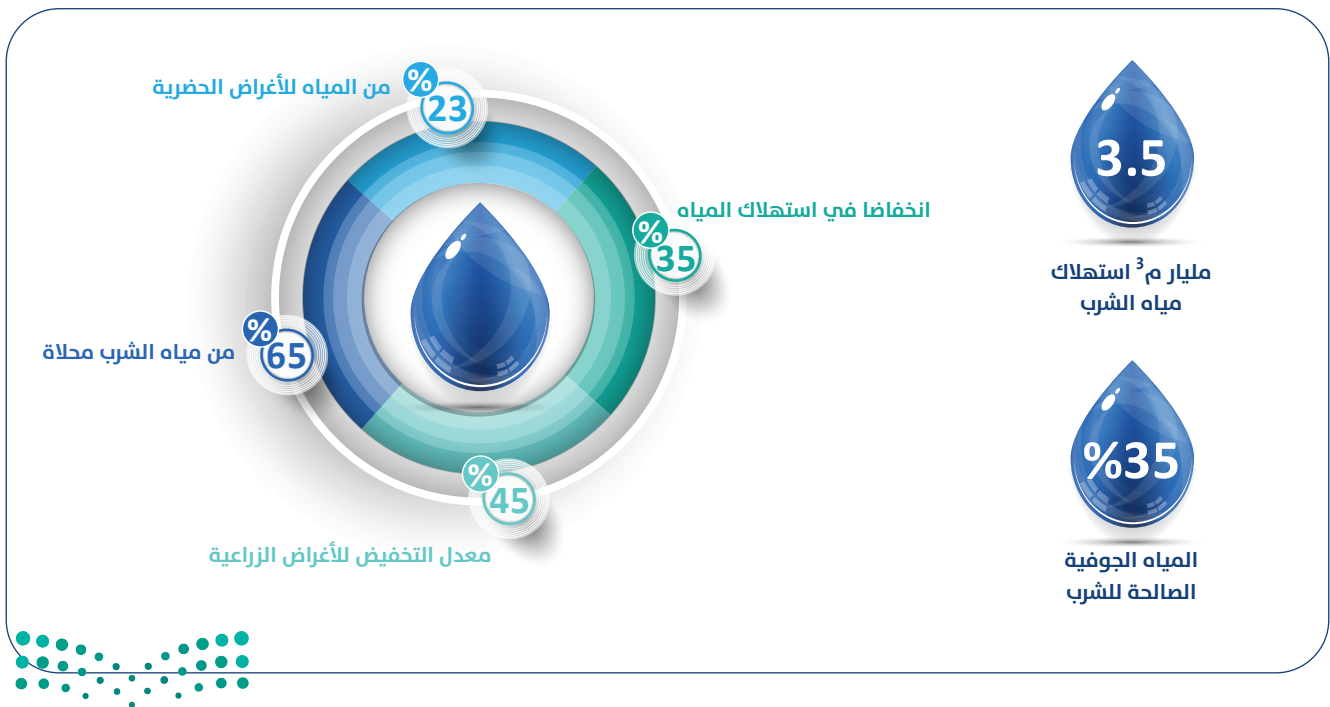 3.5
مليار م³ استهلاك
مياه الشرب
%35
المياه الجوفية
الصالحة للشرب
%
23
من المياه للأغراض الحضرية
انخفاضا في استهلاك المياه
%
35
%
65
من مياه الشرب محلاة
%
45
معدل التخفيض للأغراض الزراعية